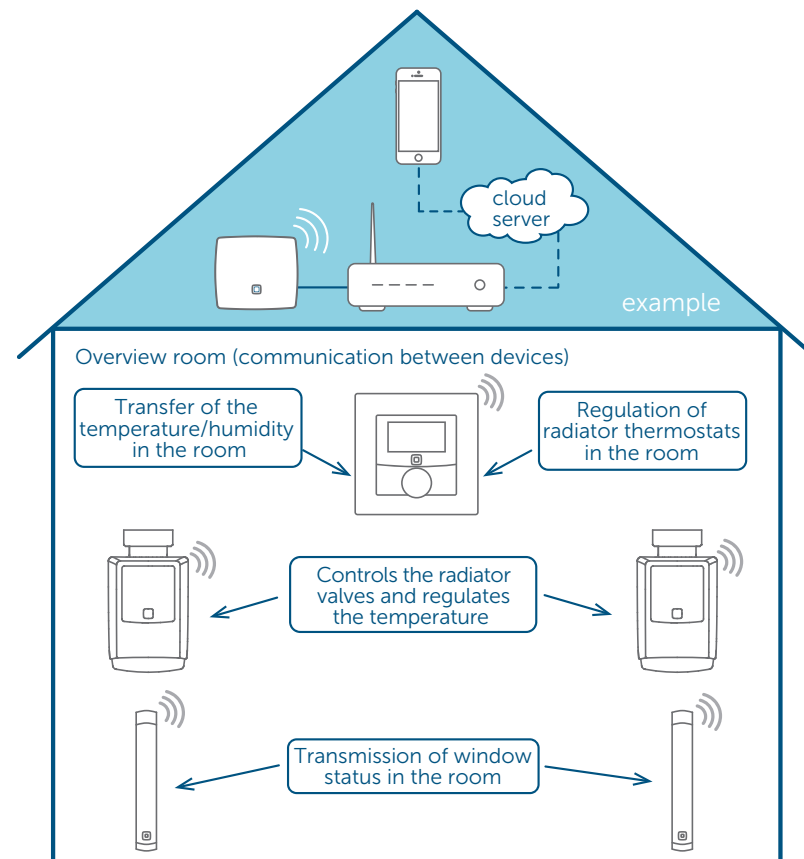 cloud
server
example
Overview room (communication between devices)
Transfer of the
temperature/humidity
in the room
Regulation of
radiator thermostats
in the room
Controls the radiator
valves and regulates
the temperature
Transmission of window
status in the room